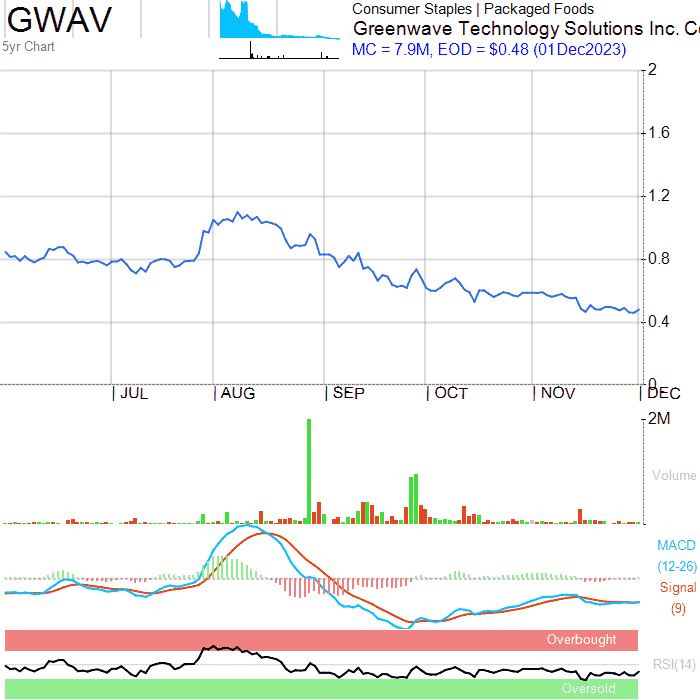 GWAV
5yr Chart
Consumer Staples | Packaged Foods
Greenwave Technology Solutions Inc. Co
MC = 7.9M, EOD = $0.48 (01Dec2023)
2
1.6
1.2
0.8
0.4
0
JUL
AUG
SEP
OCT
NOV
DEC
2M
Volume
MACD
(12-26)
Signal
(9)
Overbought
RSI(14)
Oversold